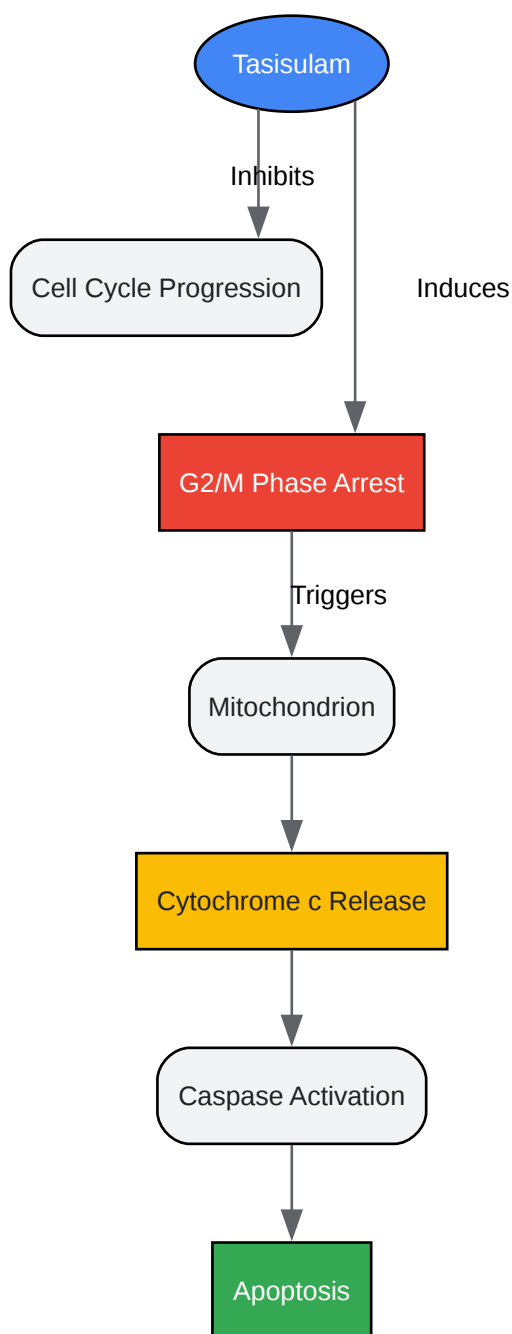 Tasisulam
Inhibits
Cell Cycle Progression
Induces
G2/M Phase Arrest
Triggers
Mitochondrion
Cytochrome c Release
Caspase Activation
Apoptosis